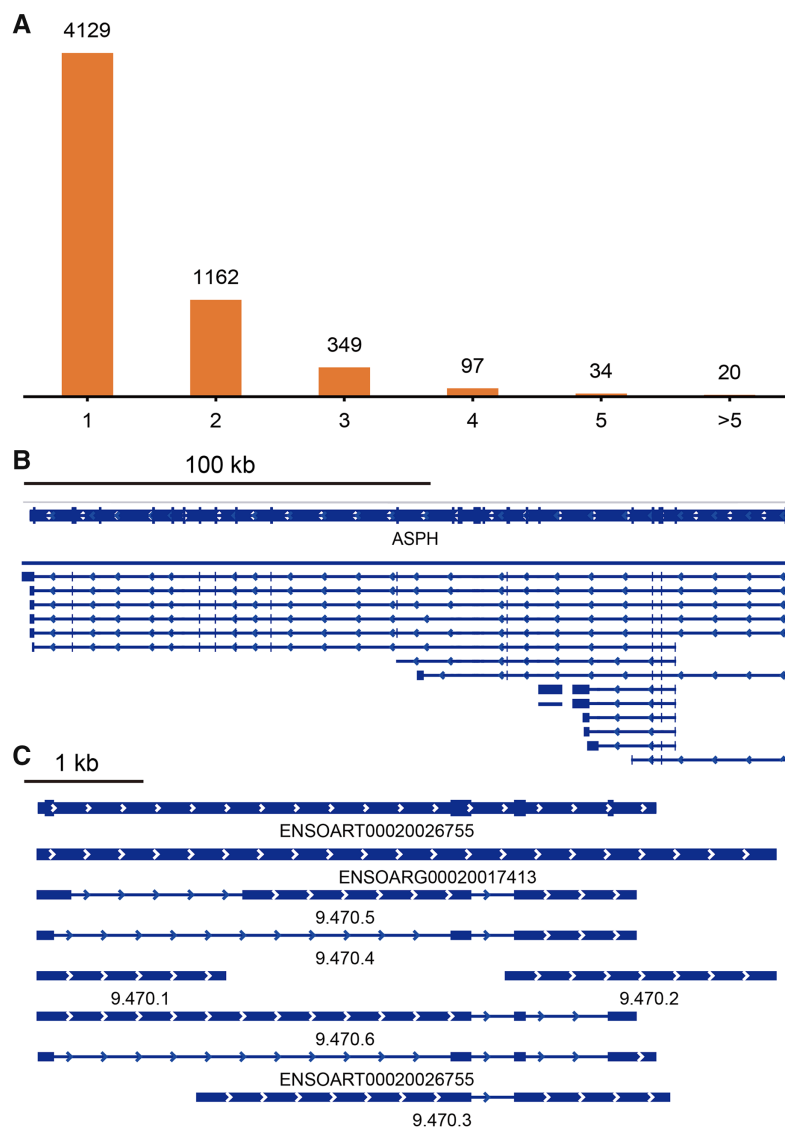 A
4129
1162
349
97
34
20
1
2
3
4
5
>5
B
100 kb
ASPH
C
1 kb
ENSOART00020026755
ENSOARG00020017413
9.470.5
9.470.4
9.470.1
9.470.2
9.470.6
ENSOART00020026755
9.470.3